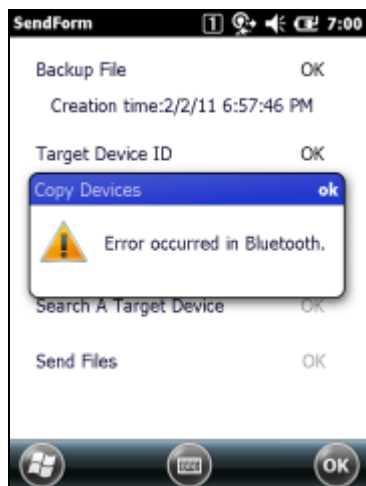 SendForm 1 7:00
Backup File OK
Creation time:2/2/11 6:57:46 PM
Target Device ID OK
Copy Devices ok
Error occurred in Bluetooth.
Search A Target Device OK
Send Files OK
OK